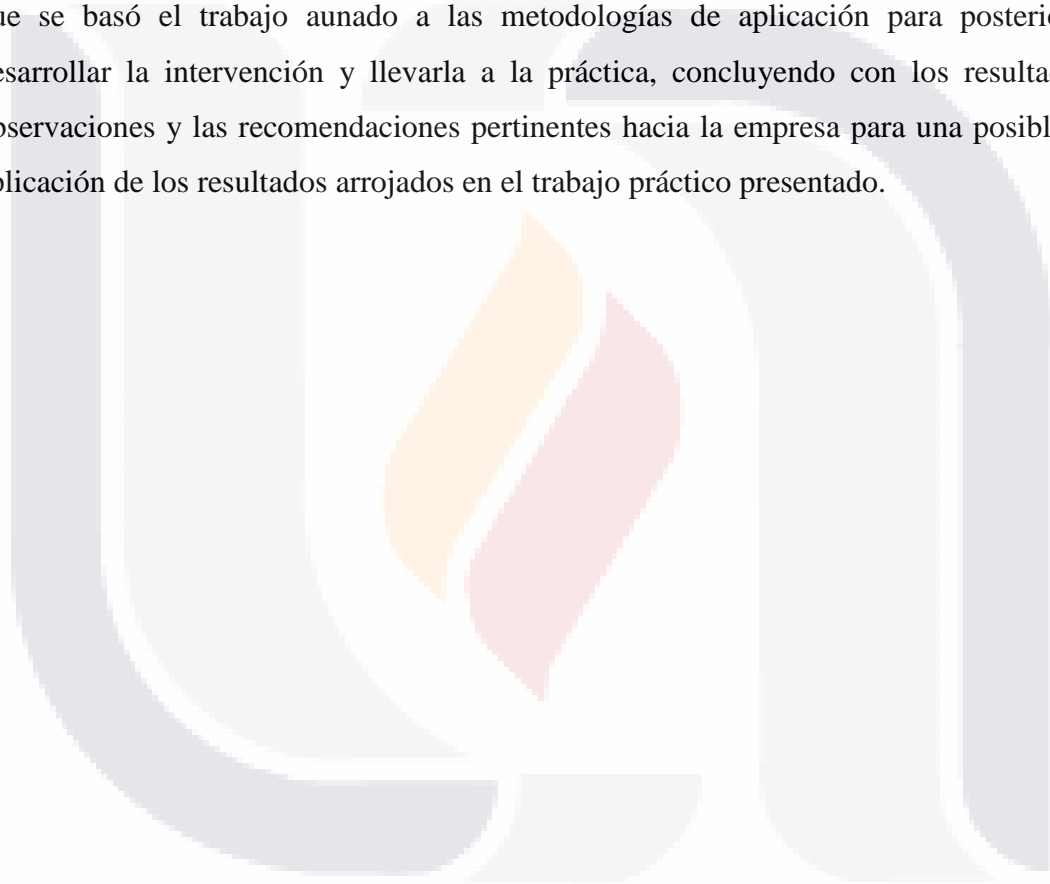 ue se basó el trabajo aunado a las metodologías de aplicación para posterio
esarrollar la intervención y llevarla a la práctica, concluyendo con los resulta
bservaciones y las recomendaciones pertinentes hacia la empresa para una posibl
plicación de los resultados arrojados en el trabajo práctico presentado.